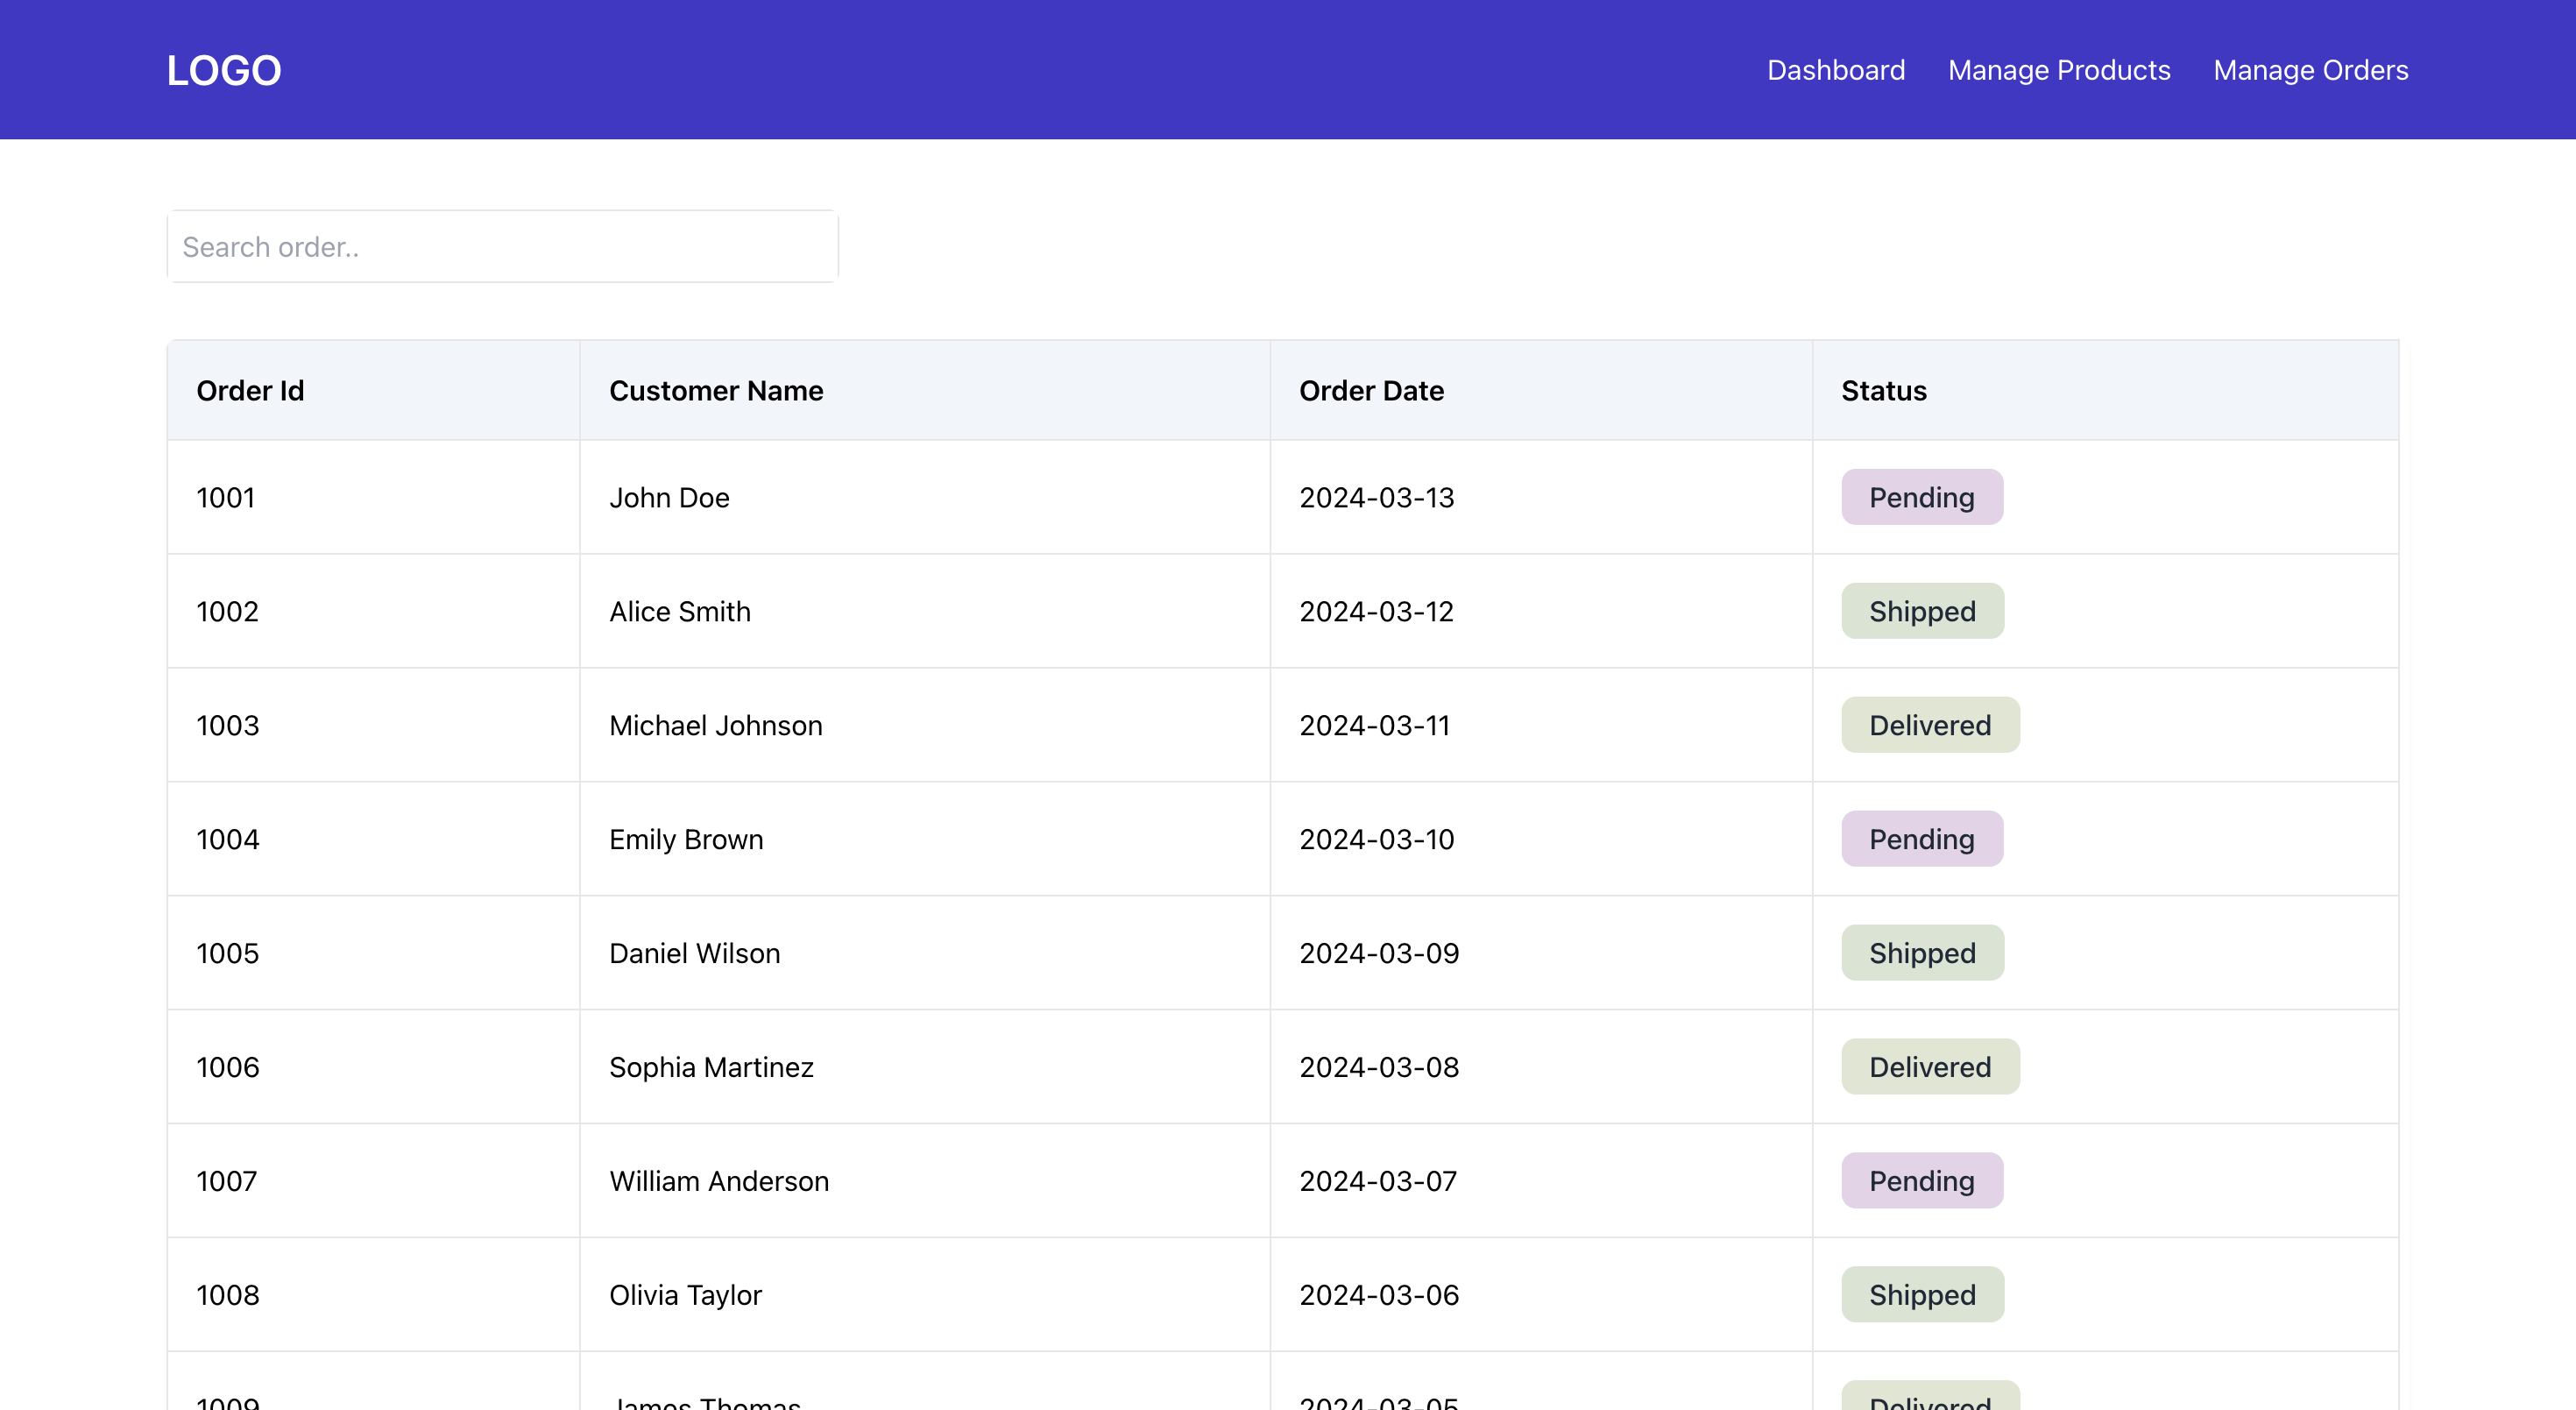 LOGO Dashboard Manage Products Manage Orders
Search order..
Order Id Customer Name Order Date Status
1001 John Doe 2024-03-13 Pending
1002 Alice Smith 2024-03-12 Shipped
1003 Michael Johnson 2024-03-11 Delivered
1004 Emily Brown 2024-03-10 Pending
1005 Daniel Wilson 2024-03-09 Shipped
1006 Sophia Martinez 2024-03-08 Delivered
1007 William Anderson 2024-03-07 Pending
1008 Olivia Taylor 2024-03-06 Shipped
1009 James Thomas 2024-03-05 Delivered